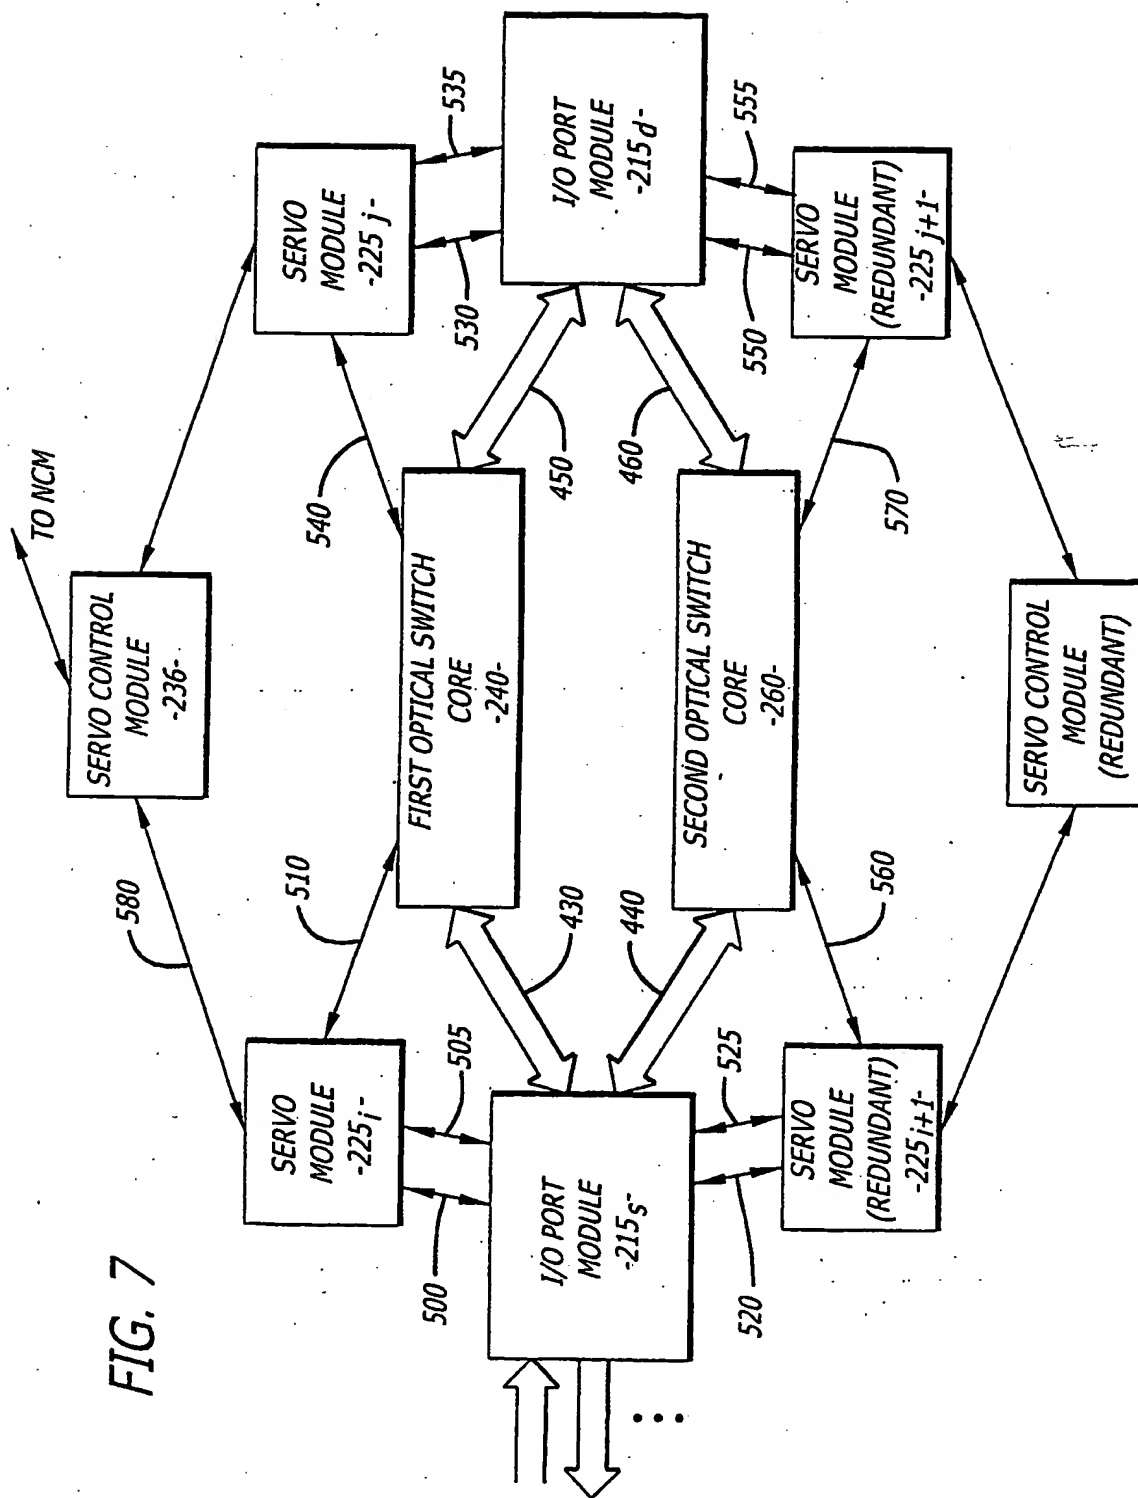 FIG. 7
TO NCM
SERVO CONTROL
MODULE
-236-
580
510
540
SERVO
MODULE
-225i-
SERVO
MODULE
-225j-
500
505
530
535
FIRST OPTICAL SWITCH
CORE
-240-
430
450
I/O PORT
MODULE
-215s-
I/O PORT
MODULE
-215d-
440
460
SECOND OPTICAL SWITCH
CORE
-260-
520
525
550
555
560
570
SERVO
MODULE
(REDUNDANT)
-225i+1-
SERVO
MODULE
(REDUNDANT)
-225j+1-
SERVO CONTROL
MODULE
(REDUNDANT)